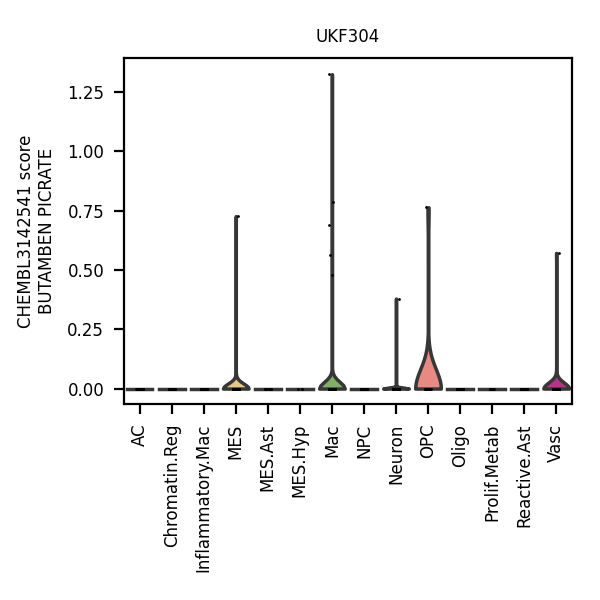 UKF304
CHEMBL3142541 score
BUTAMBEN PICRATE
1.25
1.00
0.75
0.50
0.25
0.00
AC
Chromatin.Reg
Inflammatory.Mac
MES
MES.Ast
MES.Hyp
Mac
NPC
Neuron
OPC
Oligo
Prolif.Metab
Reactive.Ast
Vasc